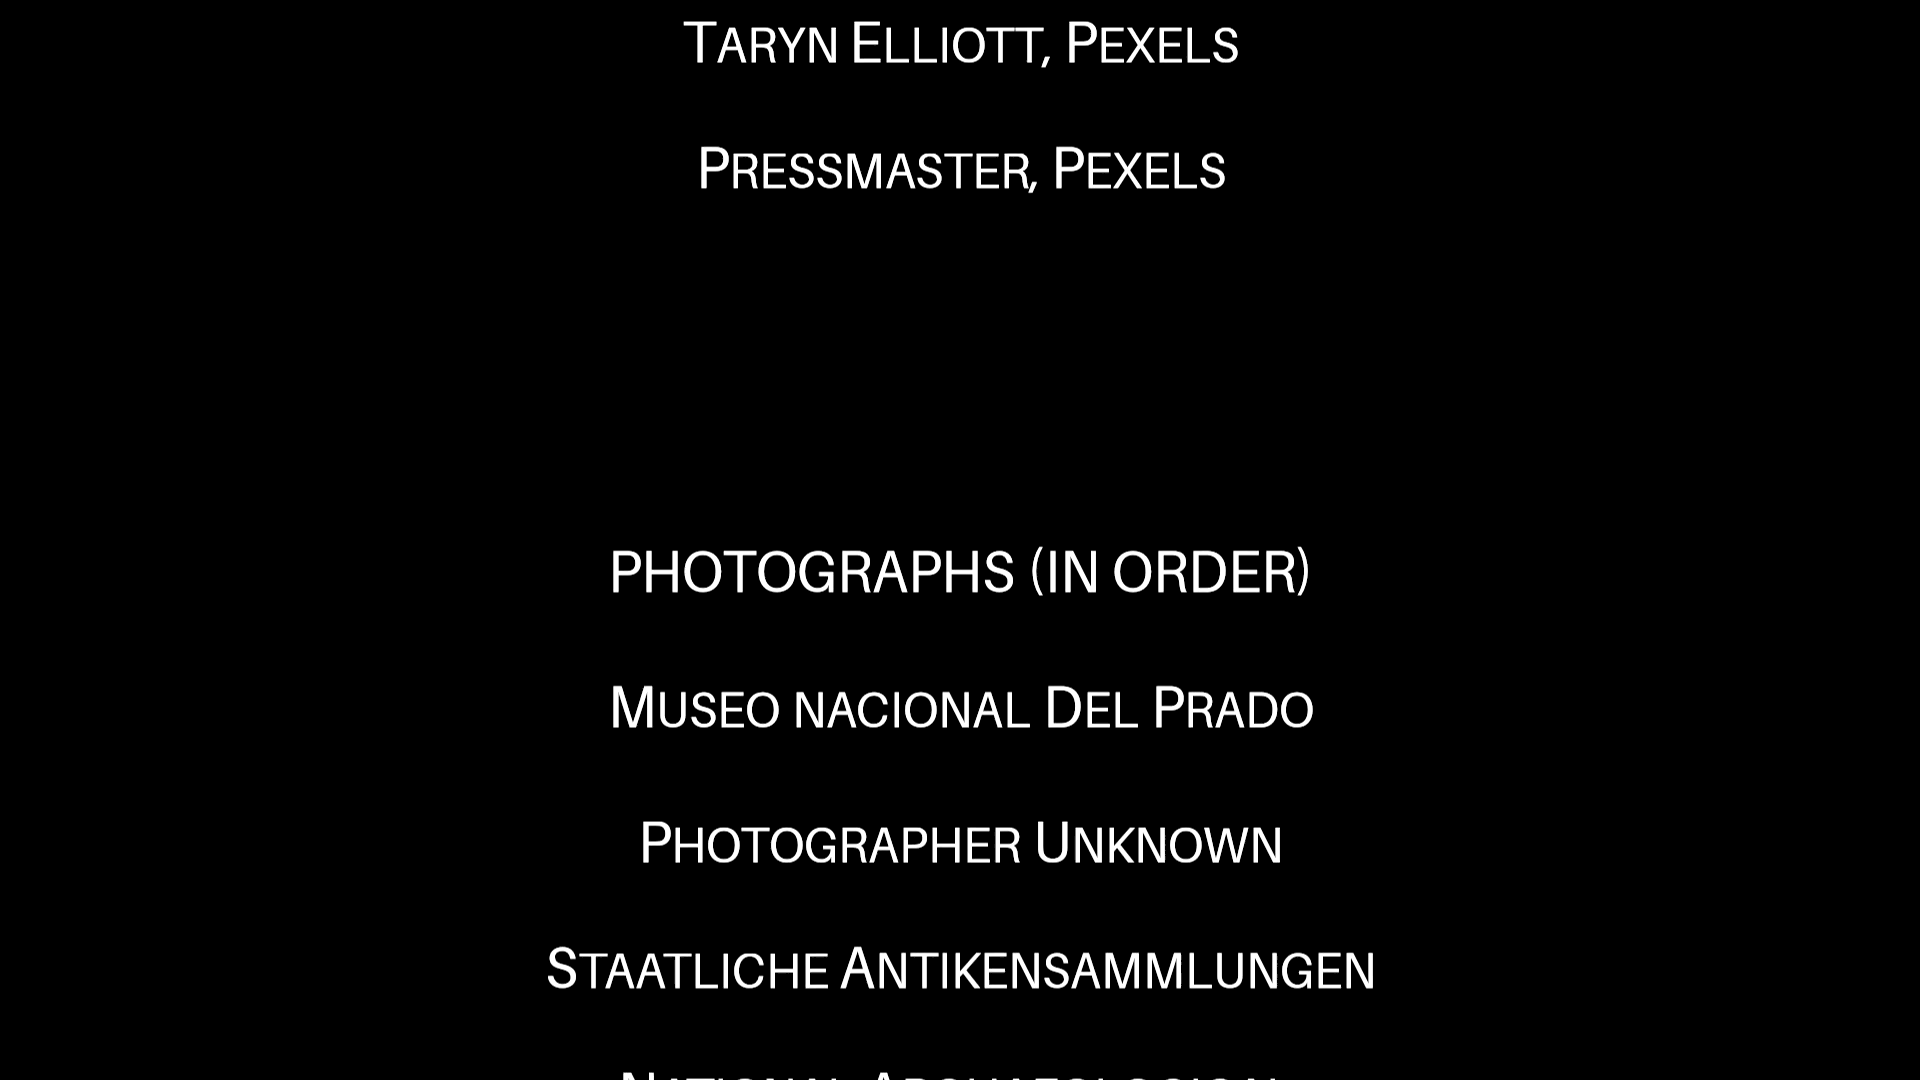 TARYN ELLIOTT, PEXELS
PRESSMASTER, PEXELS
PHOTOGRAPHS (IN ORDER)
MUSEO NACIONAL DEL PRADO
PHOTOGRAPHER UNKNOWN
STAATLICHE ANTIKENSAMMLUNGEN